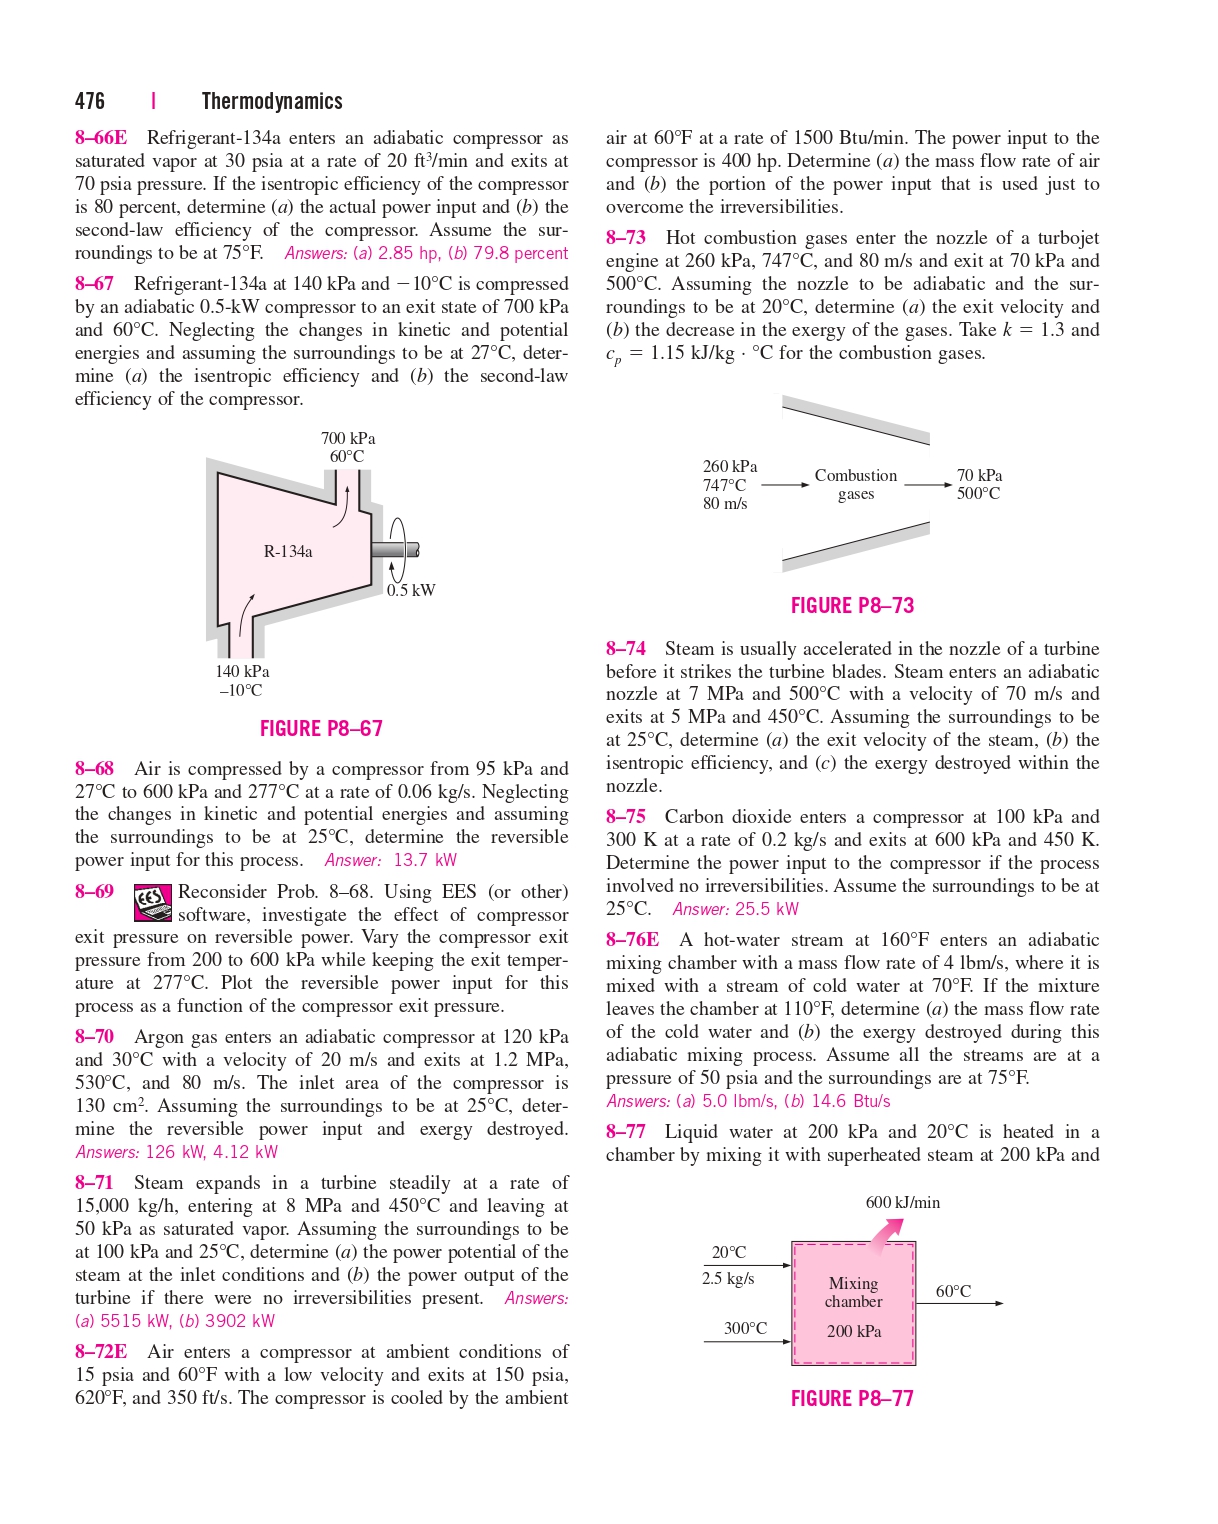 476 | Thermodynamics
8–66E Refrigerant-134a enters an adiabatic compressor as
saturated vapor at 30 psia at a rate of 20 ft³/min and exits at
70 psia pressure. If the isentropic efficiency of the compressor
is 80 percent, determine (a) the actual power input and (b) the
second-law efficiency of the compressor. Assume the sur-
roundings to be at 75°F. Answers: (a) 2.85 hp, (b) 79.8 percent
8–67 Refrigerant-134a at 140 kPa and −10°C is compressed
by an adiabatic 0.5-kW compressor to an exit state of 700 kPa
and 60°C. Neglecting the changes in kinetic and potential
energies and assuming the surroundings to be at 27°C, deter-
mine (a) the isentropic efficiency and (b) the second-law
efficiency of the compressor.
700 kPa
60°C
R-134a
0.5 kW
140 kPa
–10°C
FIGURE P8–67
8–68 Air is compressed by a compressor from 95 kPa and
27°C to 600 kPa and 277°C at a rate of 0.06 kg/s. Neglecting
the changes in kinetic and potential energies and assuming
the surroundings to be at 25°C, determine the reversible
power input for this process. Answer: 13.7 kW
8–69 EES Reconsider Prob. 8–68. Using EES (or other)
software, investigate the effect of compressor
exit pressure on reversible power. Vary the compressor exit
pressure from 200 to 600 kPa while keeping the exit temper-
ature at 277°C. Plot the reversible power input for this
process as a function of the compressor exit pressure.
8–70 Argon gas enters an adiabatic compressor at 120 kPa
and 30°C with a velocity of 20 m/s and exits at 1.2 MPa,
530°C, and 80 m/s. The inlet area of the compressor is
130 cm². Assuming the surroundings to be at 25°C, deter-
mine the reversible power input and exergy destroyed.
Answers: 126 kW, 4.12 kW
8–71 Steam expands in a turbine steadily at a rate of
15,000 kg/h, entering at 8 MPa and 450°C and leaving at
50 kPa as saturated vapor. Assuming the surroundings to be
at 100 kPa and 25°C, determine (a) the power potential of the
steam at the inlet conditions and (b) the power output of the
turbine if there were no irreversibilities present. Answers:
(a) 5515 kW, (b) 3902 kW
8–72E Air enters a compressor at ambient conditions of
15 psia and 60°F with a low velocity and exits at 150 psia,
620°F, and 350 ft/s. The compressor is cooled by the ambient
air at 60°F at a rate of 1500 Btu/min. The power input to the
compressor is 400 hp. Determine (a) the mass flow rate of air
and (b) the portion of the power input that is used just to
overcome the irreversibilities.
8–73 Hot combustion gases enter the nozzle of a turbojet
engine at 260 kPa, 747°C, and 80 m/s and exit at 70 kPa and
500°C. Assuming the nozzle to be adiabatic and the sur-
roundings to be at 20°C, determine (a) the exit velocity and
(b) the decrease in the exergy of the gases. Take k = 1.3 and
cp = 1.15 kJ/kg · °C for the combustion gases.
260 kPa
747°C
80 m/s
Combustion
gases
70 kPa
500°C
FIGURE P8–73
8–74 Steam is usually accelerated in the nozzle of a turbine
before it strikes the turbine blades. Steam enters an adiabatic
nozzle at 7 MPa and 500°C with a velocity of 70 m/s and
exits at 5 MPa and 450°C. Assuming the surroundings to be
at 25°C, determine (a) the exit velocity of the steam, (b) the
isentropic efficiency, and (c) the exergy destroyed within the
nozzle.
8–75 Carbon dioxide enters a compressor at 100 kPa and
300 K at a rate of 0.2 kg/s and exits at 600 kPa and 450 K.
Determine the power input to the compressor if the process
involved no irreversibilities. Assume the surroundings to be at
25°C. Answer: 25.5 kW
8–76E A hot-water stream at 160°F enters an adiabatic
mixing chamber with a mass flow rate of 4 lbm/s, where it is
mixed with a stream of cold water at 70°F. If the mixture
leaves the chamber at 110°F, determine (a) the mass flow rate
of the cold water and (b) the exergy destroyed during this
adiabatic mixing process. Assume all the streams are at a
pressure of 50 psia and the surroundings are at 75°F.
Answers: (a) 5.0 lbm/s, (b) 14.6 Btu/s
8–77 Liquid water at 200 kPa and 20°C is heated in a
chamber by mixing it with superheated steam at 200 kPa and
600 kJ/min
20°C
2.5 kg/s
300°C
Mixing
chamber
200 kPa
60°C
FIGURE P8–77